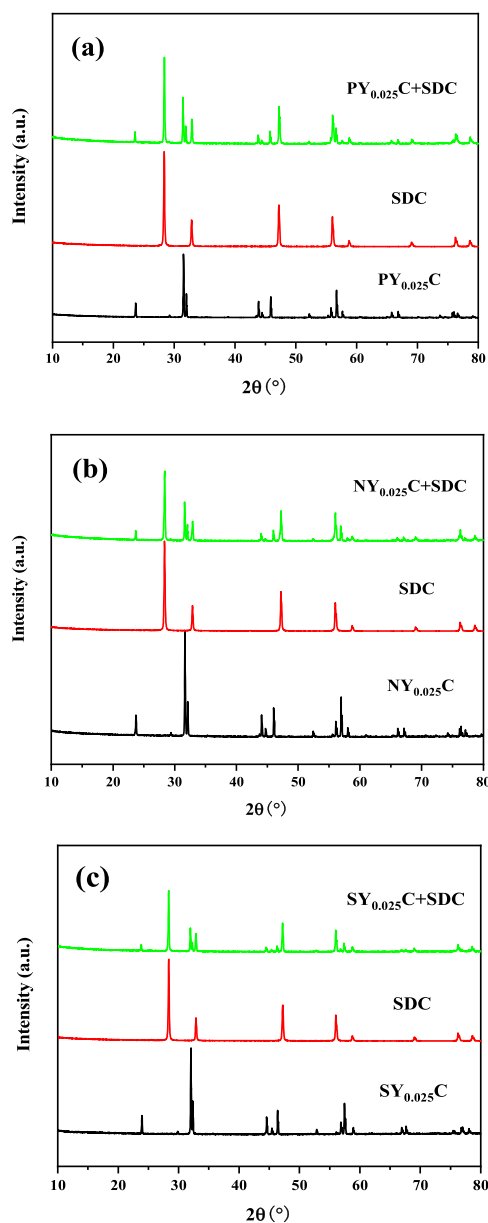 (a)
PY0.025C+SDC
SDC
PY0.025C
Intensity (a.u.)
10 20 30 40 50 60 70 80
2θ (°)
(b)
NY0.025C+SDC
SDC
NY0.025C
Intensity (a.u.)
10 20 30 40 50 60 70 80
2θ (°)
(c)
SY0.025C+SDC
SDC
SY0.025C
Intensity (a.u.)
10 20 30 40 50 60 70 80
2θ (°)